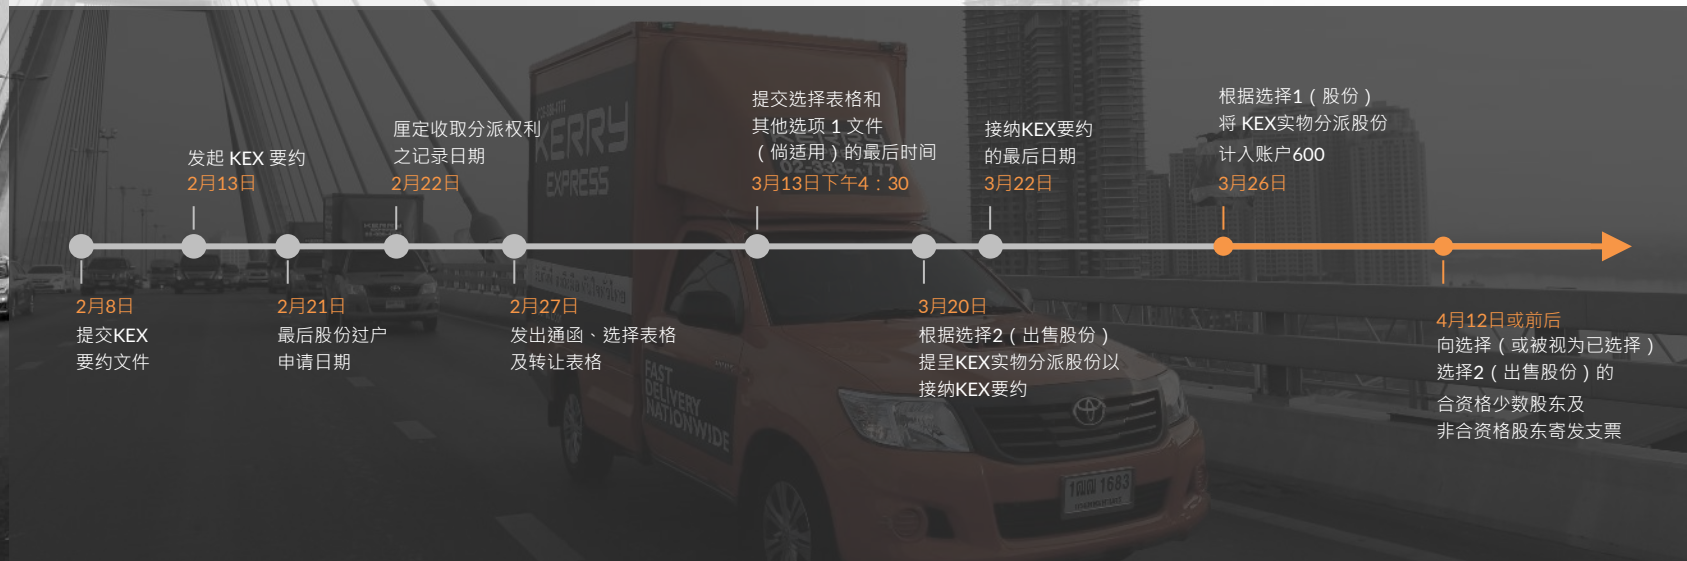 发起 KEX 要约
2月13日
厘定收取分派权利
之记录日期
2月22日
提交选择表格和
其他选项 1 文件
（倘适用）的最后时间
3月13日下午4：30
接纳KEX要约
的最后日期
3月22日
根据选择1（股份）
将 KEX实物分派股份
计入账户600
3月26日
2月8日
提交KEX
要约文件
2月21日
最后股份过户
申请日期
2月27日
发出通函、选择表格
及转让表格
3月20日
根据选择2（出售股份）
提呈KEX实物分派股份以
接纳KEX要约
4月12日或前后
向选择（或被视为已选择）
选择2（出售股份）的
合资格少数股东及
非合资格股东寄发支票
KERRY
EXPRESS
FAST
DELIVERY
NATIONWIDE
1683